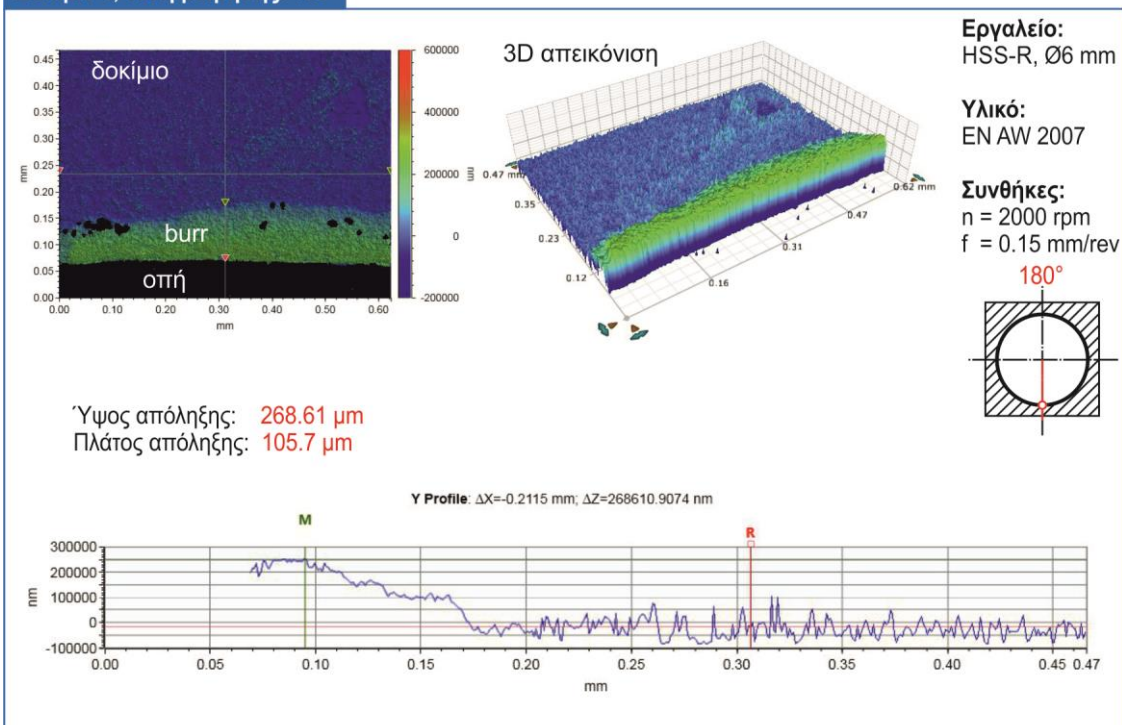 δοκίμιο
burr
οπή
0.45
0.40
0.35
0.30
0.25
0.20
0.15
0.10
0.05
0.00
mm
0.00 0.10 0.20 0.30 0.40 0.50 0.60
mm
600000
400000
200000
0
-200000
nm
3D απεικόνιση
0.47 mm
0.35
0.23
0.12
0.16
0.31
0.47
0.62 mm
Εργαλείο:
HSS-R, Ø6 mm
Υλικό:
EN AW 2007
Συνθήκες:
n = 2000 rpm
f = 0.15 mm/rev
180°
Ύψος απόληξης: 268.61 μm
Πλάτος απόληξης: 105.7 μm
Y Profile: ΔX=-0.2115 mm; ΔZ=268610.9074 nm
M
R
300000
200000
100000
0
-100000
nm
0.00 0.05 0.10 0.15 0.20 0.25 0.30 0.35 0.40 0.45 0.47
mm